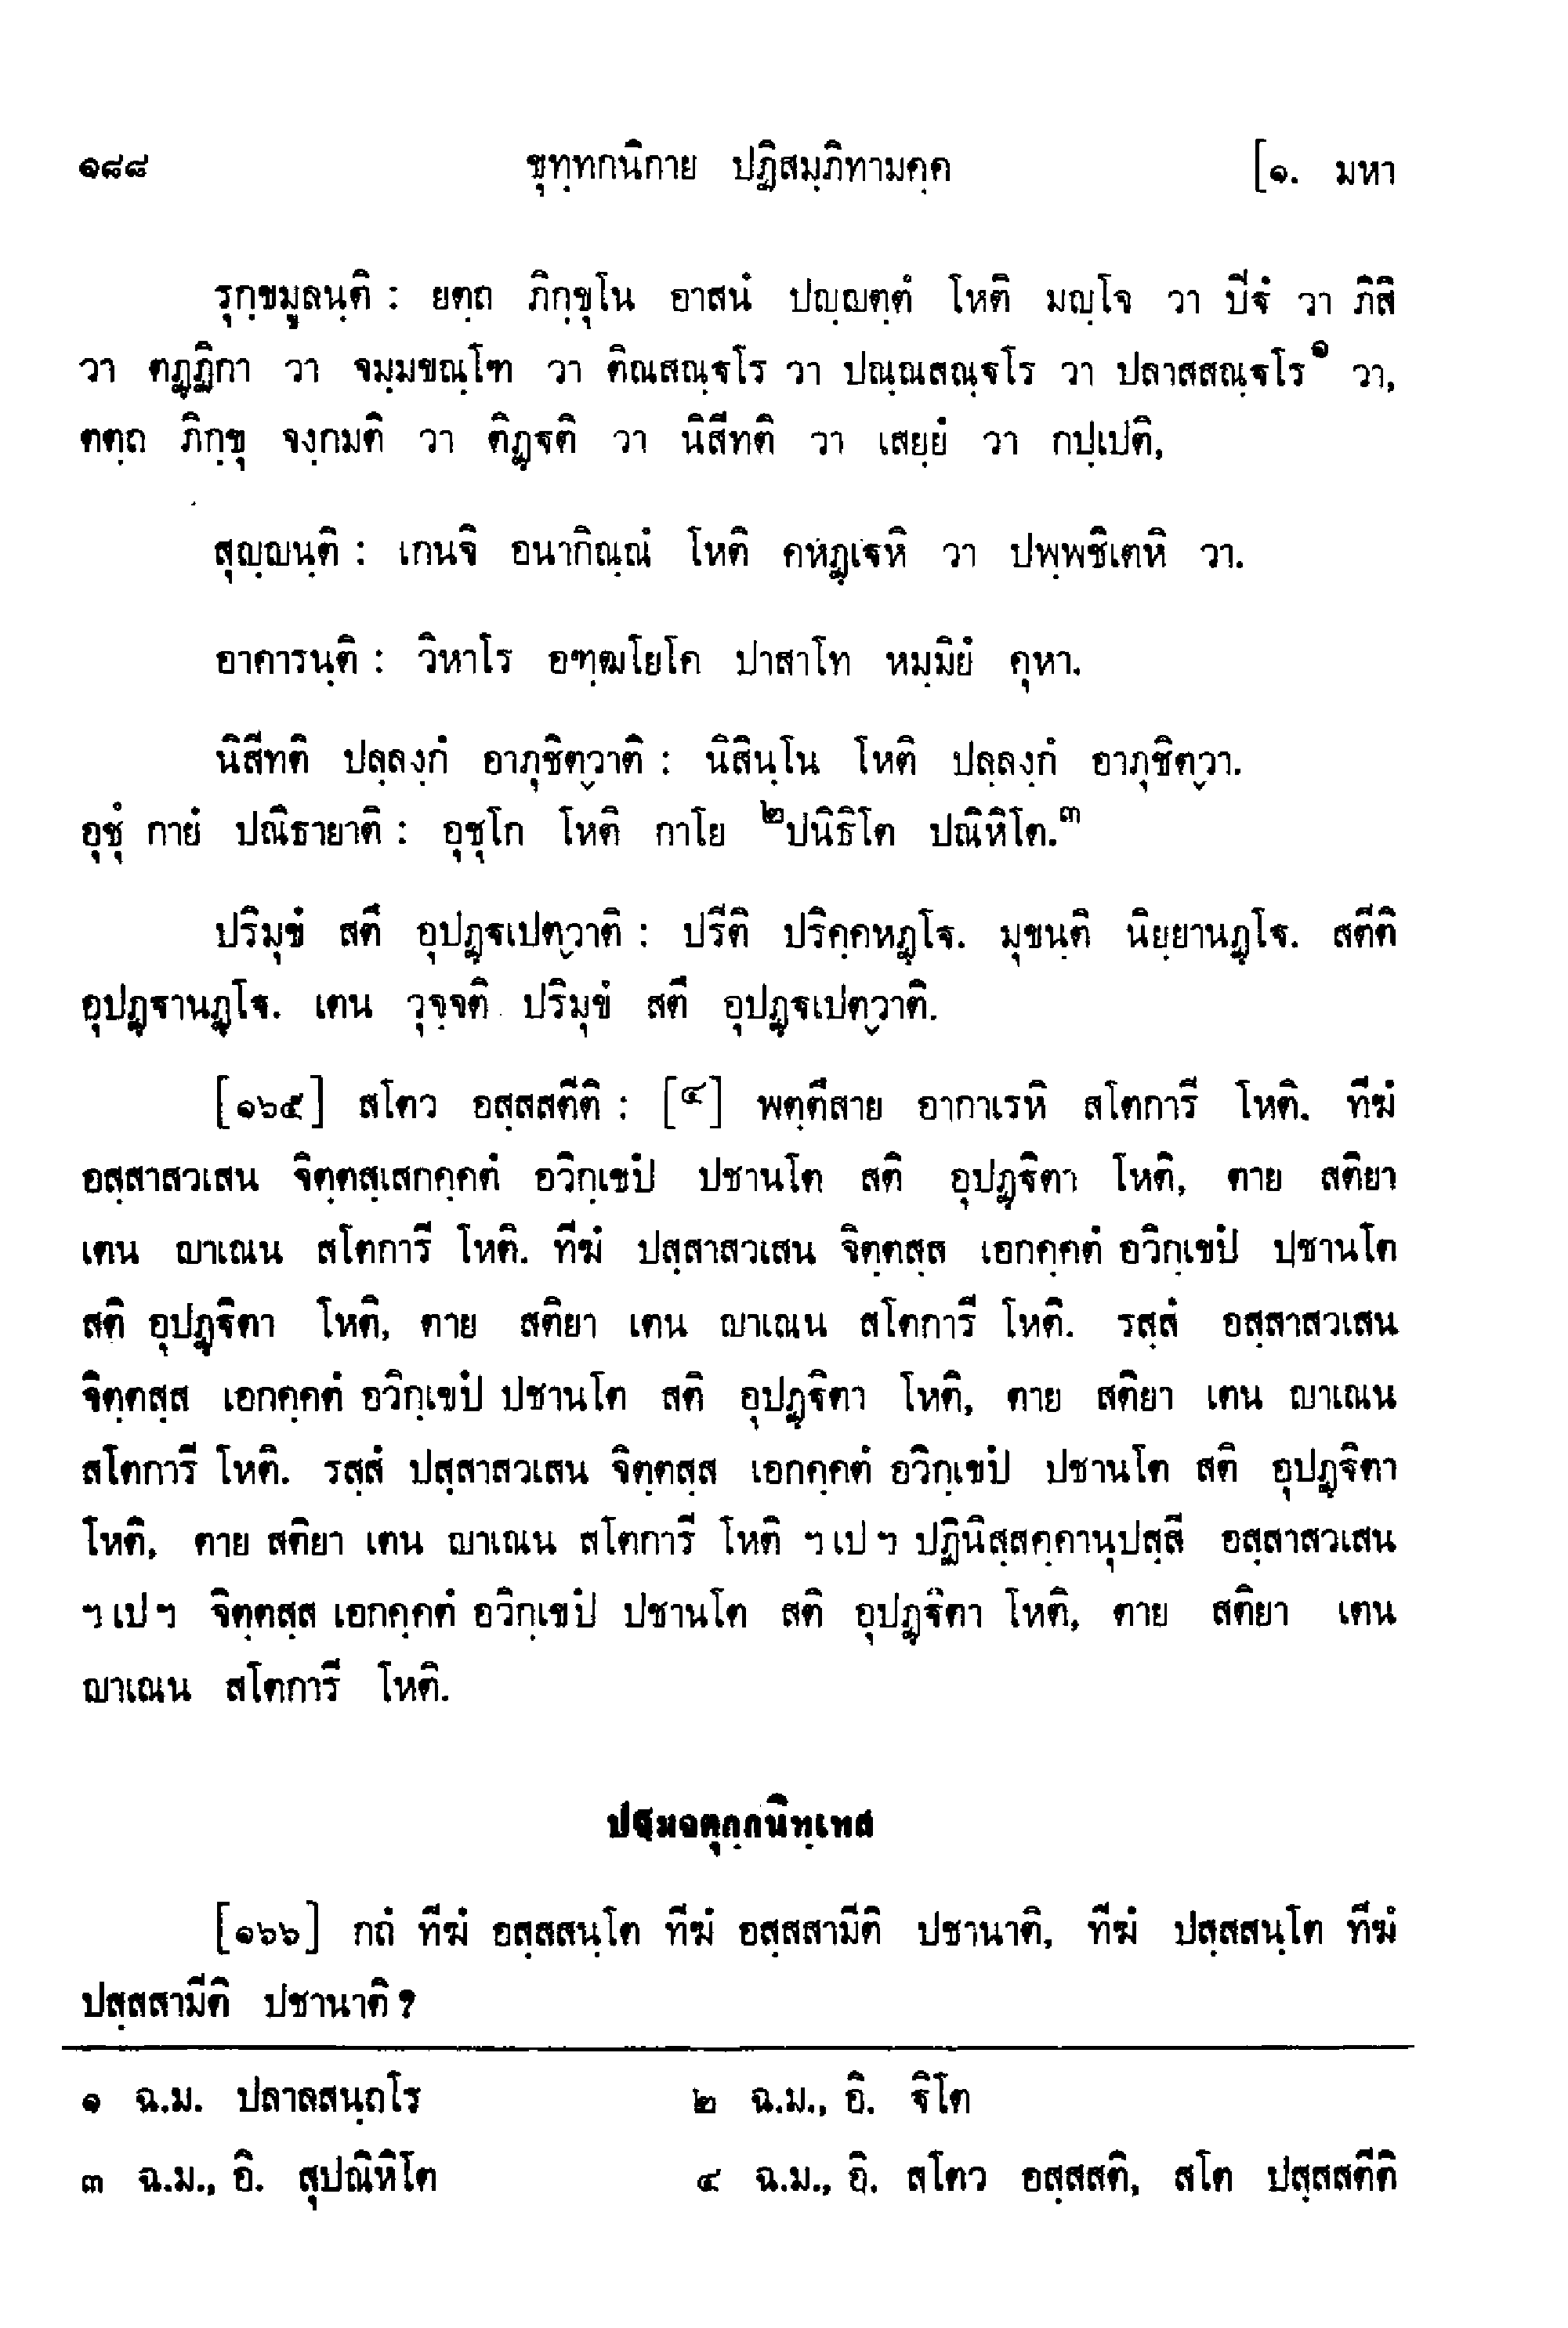 ๑๘๘ ขุทฺทกนิกาย ปฏิสมฺภิทามคฺค [๑. มหา
รุกฺขมูลนฺติ : ยตฺถ ภิกฺขุโน อาสนํ ปญฺญตฺตํ โหติ มญฺโจ วา ปีฐํ วา ภิสิ
วา ตฏฺฏิกา วา จมฺมขณฺโฑ วา ติณสณฺฐโร วา ปณฺณสณฺฐโร วา ปลาสสณฺฐโร๑ วา,
ตตฺถ ภิกฺขุ จงฺกมติ วา ติฏฺฐติ วา นิสีทติ วา เสยฺยํ วา กปฺเปติ,
สุญฺญนฺติ : เกนจิ อนากิณฺณํ โหติ คหฏฺเฐหิ วา ปพฺพชิเตหิ วา.
อาคารนฺติ : วิหาโร อฑฺฒโยโค ปาสาโท หมฺมิยํ คุหา.
นิสีทติ ปลฺลงฺกํ อาภุชิตฺวาติ : นิสินฺโน โหติ ปลฺลงฺกํ อาภุชิตฺวา.
อุชุํ กายํ ปณิธายาติ : อุชุโก โหติ กาโย ๒ปนิธิโต ปณิหิโต.๓
ปริมุขํ สตึ อุปฏฺฐเปตฺวาติ : ปรีติ ปริคฺคหฏฺโฐ. มุขนฺติ นิยฺยานฏฺโฐ. สตีติ
อุปฏฺฐานฏฺโฐ. เตน วุจฺจติ ปริมุขํ สตึ อุปฏฺฐเปตฺวาติ.
[๑๖๕] สโตว อสฺสสตีติ : [๔] พตฺตึสาย อากาเรหิ สโตการี โหติ. ทีฆํ
อสฺสาสวเสน จิตฺตสฺเสกคฺคตํ อวิกฺเขปํ ปชานโต สติ อุปฏฺฐิตา โหติ, ตาย สติยา
เตน ญาเณน สโตการี โหติ. ทีฆํ ปสฺสาสวเสน จิตฺตสฺส เอกคฺคตํ อวิกฺเขปํ ปชานโต
สติ อุปฏฺฐิตา โหติ, ตาย สติยา เตน ญาเณน สโตการี โหติ. รสฺสํ อสฺสาสวเสน
จิตฺตสฺส เอกคฺคตํ อวิกฺเขปํ ปชานโต สติ อุปฏฺฐิตา โหติ, ตาย สติยา เตน ญาเณน
สโตการี โหติ. รสฺสํ ปสฺสาสวเสน จิตฺตสฺส เอกคฺคตํ อวิกฺเขปํ ปชานโต สติ อุปฏฺฐิตา
โหติ, ตาย สติยา เตน ญาเณน สโตการี โหติ ฯ เป ฯ ปฏินิสฺสคฺคานุปสฺสี อสฺสาสวเสน
ฯ เป ฯ จิตฺตสฺส เอกคฺคตํ อวิกฺเขปํ ปชานโต สติ อุปฏฺฐิตา โหติ, ตาย สติยา เตน
ญาเณน สโตการี โหติ.
ปฐมจตุกฺกนิทฺเทส
[๑๖๖] กถํ ทีฆํ อสฺสสนฺโต ทีฆํ อสฺสสามีติ ปชานาติ, ทีฆํ ปสฺสสนฺโต ทีฆํ
ปสฺสสามีติ ปชานาติ?
๑ ฉ.ม. ปลาลสนฺถโร ๒ ฉ.ม., อิ. ฐิโต
๓ ฉ.ม., อิ. สุปณิหิโต ๔ ฉ.ม., อิ. สโตว อสฺสสติ, สโต ปสฺสสตีติ